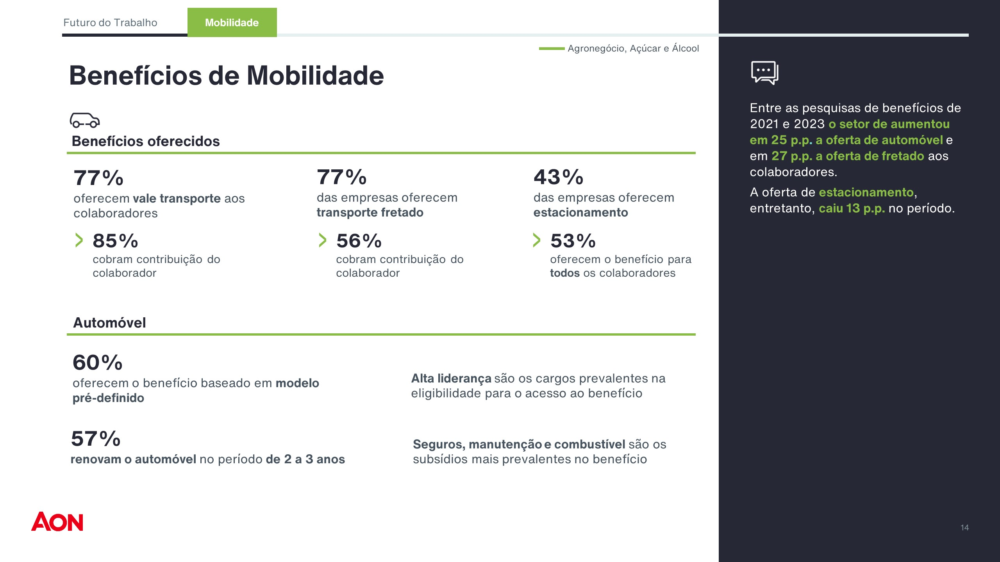 Futuro do Trabalho
Mobilidade
Agronegócio, Açúcar e Álcool
Benefícios de Mobilidade
Benefícios oferecidos
77%
oferecem vale transporte aos
colaboradores
85%
cobram contribuição do
colaborador
77%
das empresas oferecem
transporte fretado
56%
cobram contribuição do
colaborador
43%
das empresas oferecem
estacionamento
53%
oferecem o benefício para
todos os colaboradores
Automóvel
60%
oferecem o benefício baseado em modelo
pré-definido
Alta liderança são os cargos prevalentes na
eligibilidade para o acesso ao benefício
57%
renovam o automóvel no período de 2 a 3 anos
Seguros, manutenção e combustível são os
subsídios mais prevalentes no benefício
Entre as pesquisas de benefícios de
2021 e 2023 o setor de aumentou
em 25 p.p. a oferta de automóvel e
em 27 p.p. a oferta de fretado aos
colaboradores.
A oferta de estacionamento,
entretanto, caiu 13 p.p. no período.
AON
14